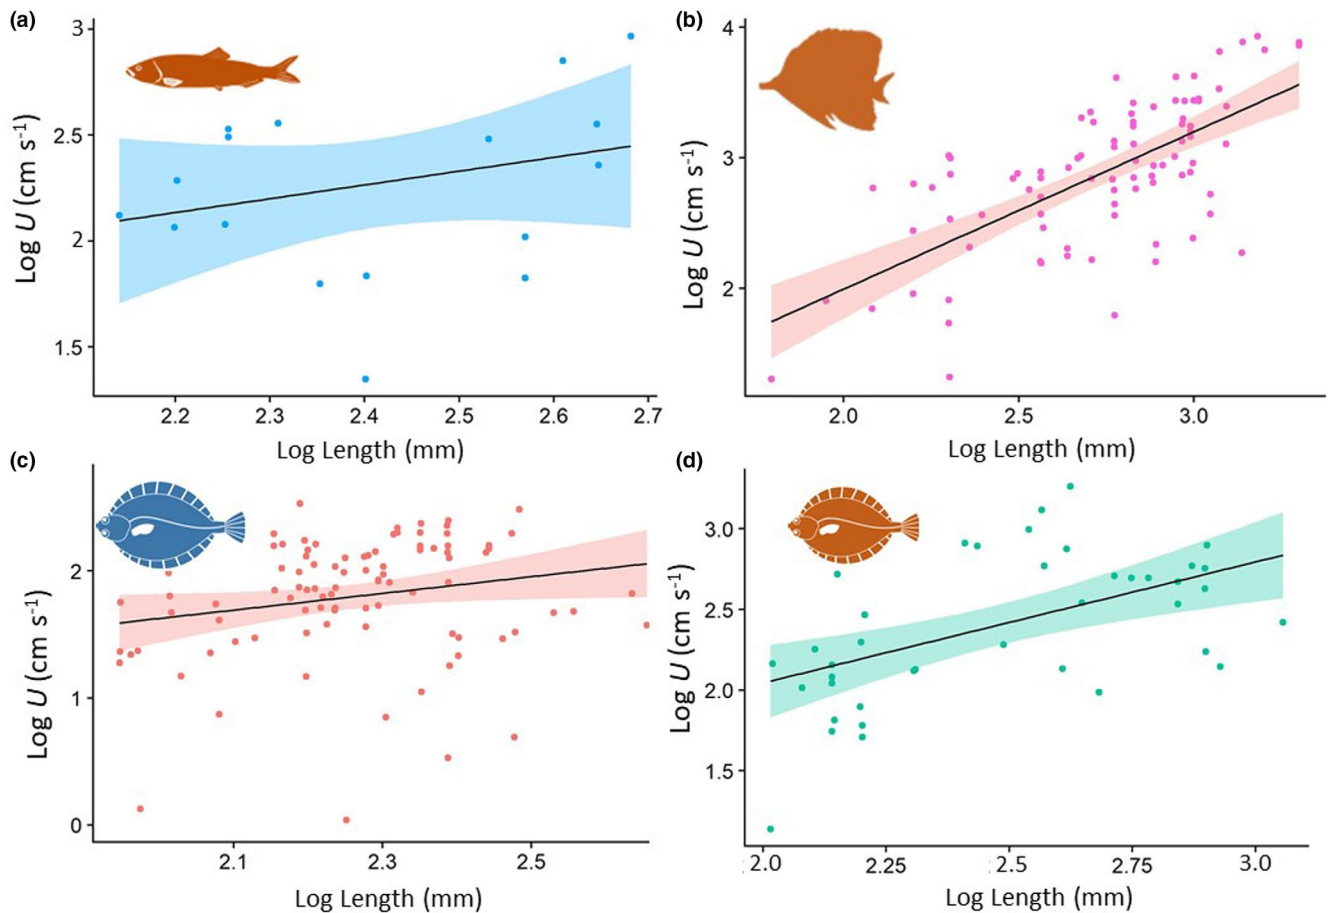 (a)
3
2.5
2
1.5
Log U (cm s⁻¹)
2.2 2.3 2.4 2.5 2.6 2.7
Log Length (mm)
(b)
4
3
2
Log U (cm s⁻¹)
2.0 2.5 3.0
Log Length (mm)
(c)
2
1
0
Log U (cm s⁻¹)
2.1 2.3 2.5
Log Length (mm)
(d)
3.0
2.5
2.0
1.5
Log U (cm s⁻¹)
2.0 2.25 2.5 2.75 3.0
Log Length (mm)